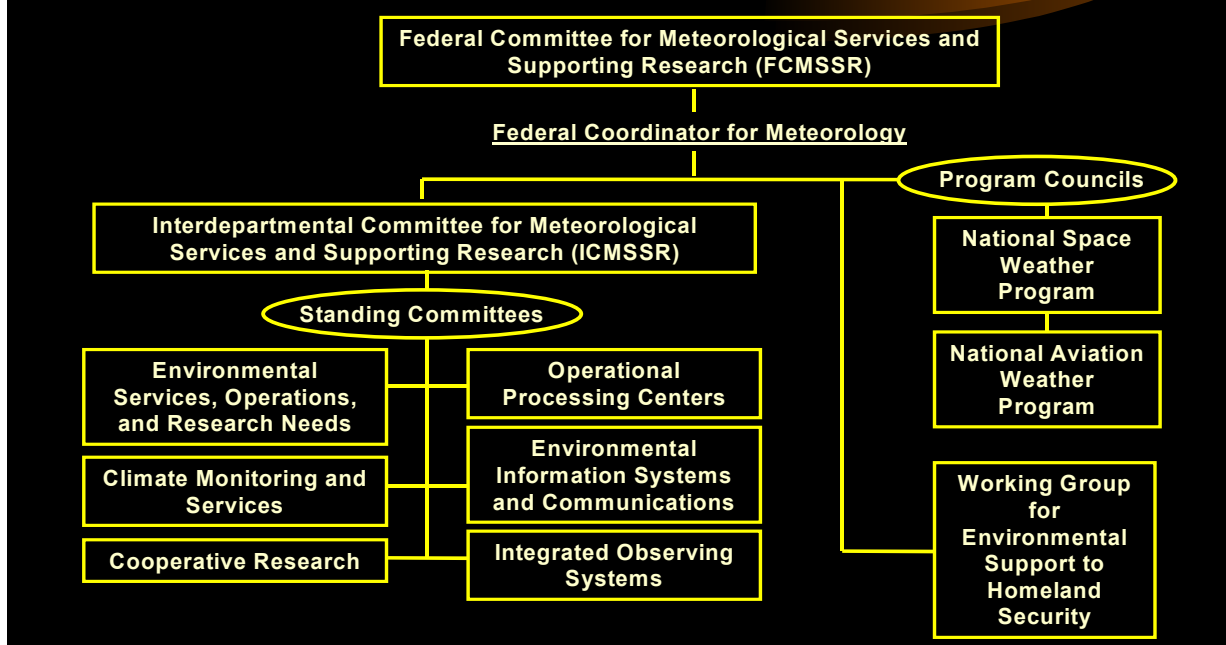 Federal Committee for Meteorological Services and
Supporting Research (FCMSSR)
Federal Coordinator for Meteorology
Program Councils
Interdepartmental Committee for Meteorological
Services and Supporting Research (ICMSSR)
National Space
Weather
Program
Standing Committees
National Aviation
Weather
Program
Environmental
Services, Operations,
and Research Needs
Operational
Processing Centers
Climate Monitoring and
Services
Environmental
Information Systems
and Communications
Cooperative Research
Integrated Observing
Systems
Working Group
for
Environmental
Support to
Homeland
Security